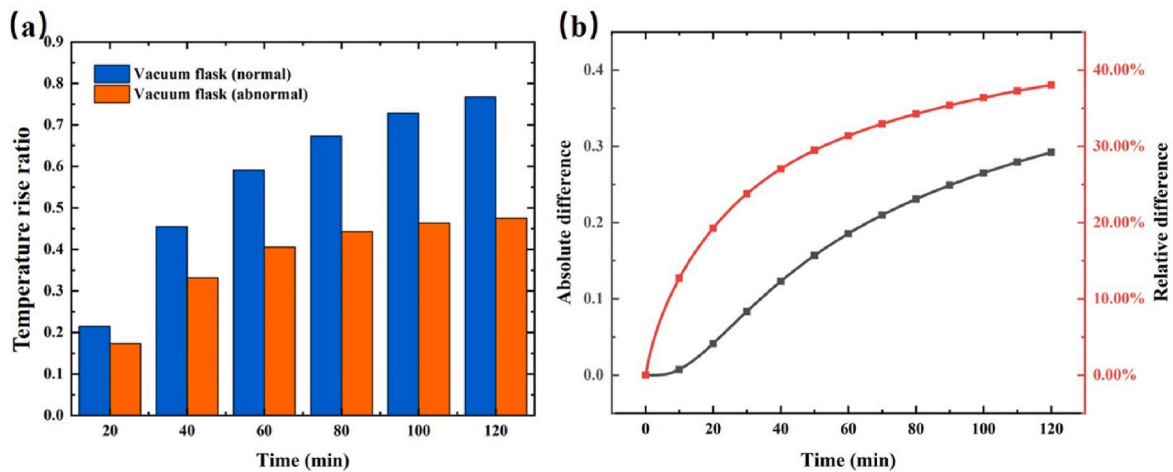 (a)
Temperature rise ratio
0.9
0.8
0.7
0.6
0.5
0.4
0.3
0.2
0.1
0.0
Vacuum flask (normal)
Vacuum flask (abnormal)
20 40 60 80 100 120
Time (min)
(b)
Absolute difference
0.4
0.3
0.2
0.1
0.0
40.00%
30.00%
20.00%
10.00%
0.00%
Relative difference
0 20 40 60 80 100 120
Time (min)